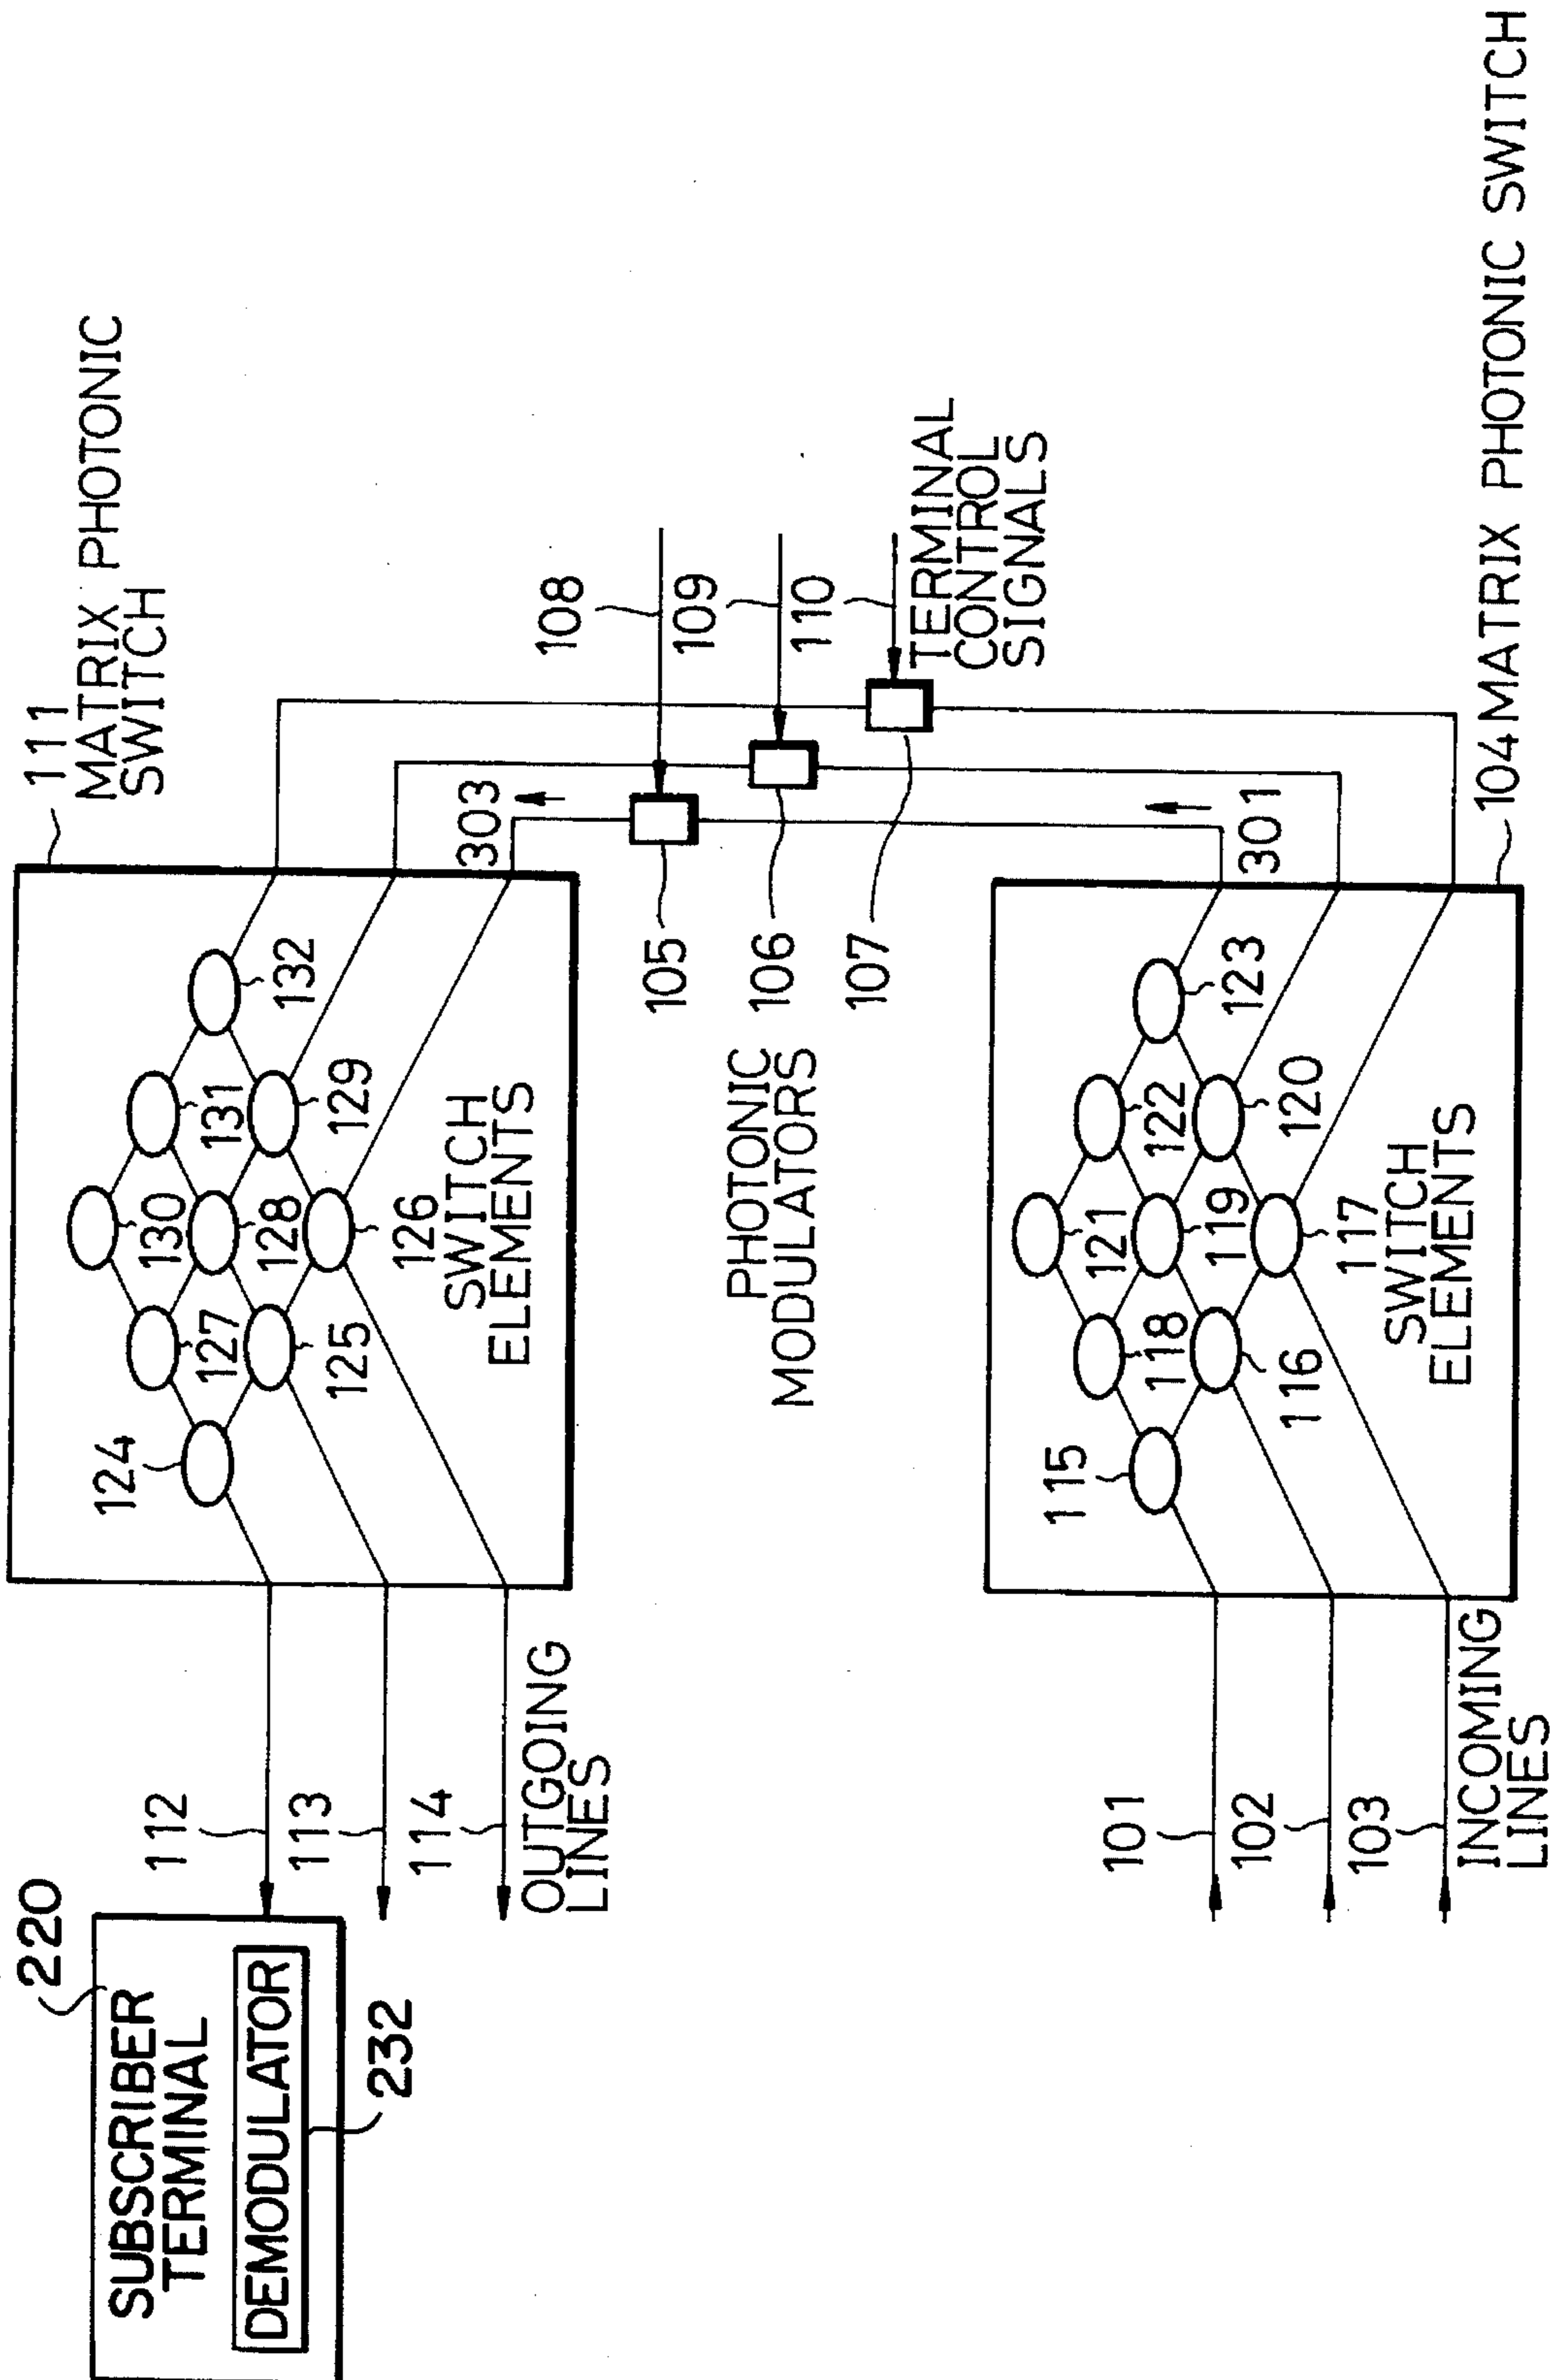 220
SUBSCRIBER
TERMINAL
DEMODULATOR
232
112
113
114
OUTGOING
LINES
111
MATRIX PHOTONIC
SWITCH
124
127
130
131
132
125
128
129
126
SWITCH
ELEMENTS
303
108
109
110
TERMINAL
CONTROL
SIGNALS
105
106
107
PHOTONIC
MODULATORS
301
101
102
103
INCOMING
LINES
115
118
121
122
123
116
119
120
117
SWITCH
ELEMENTS
104 MATRIX PHOTONIC SWITCH